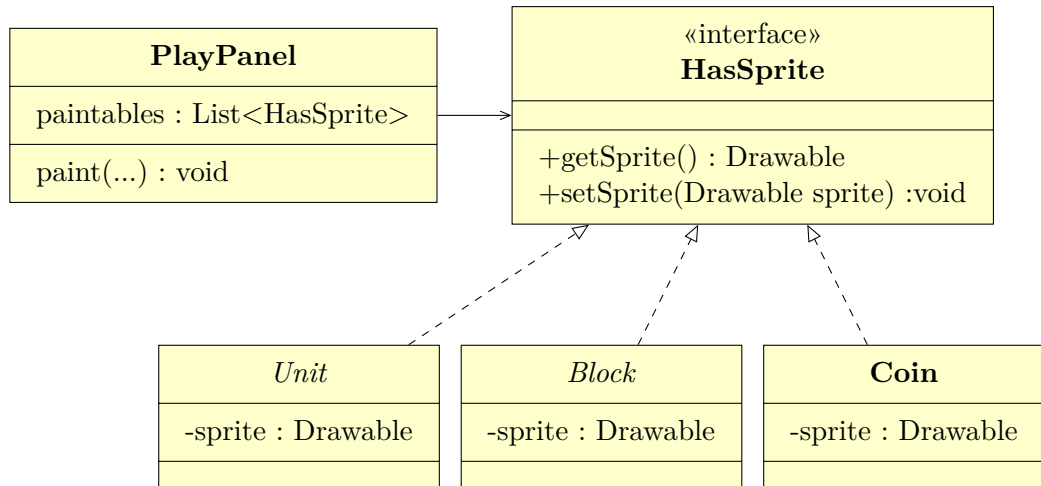 PlayPanel
paintables : List<HasSprite>
paint(...) : void
«interface»
HasSprite
+getSprite() : Drawable
+setSprite(Drawable sprite) :void
Unit
-sprite : Drawable
Block
-sprite : Drawable
Coin
-sprite : Drawable